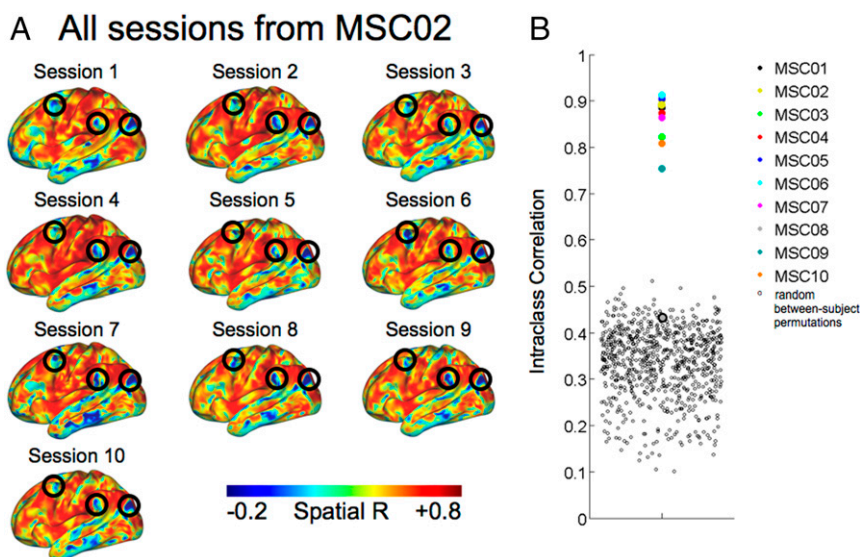 A All sessions from MSC02
Session 1 Session 2 Session 3
Session 4 Session 5 Session 6
Session 7 Session 8 Session 9
Session 10
-0.2 Spatial R +0.8
B
Intraclass Correlation
1
0.9
0.8
0.7
0.6
0.5
0.4
0.3
0.2
0.1
0
MSC01
MSC02
MSC03
MSC04
MSC05
MSC06
MSC07
MSC08
MSC09
MSC10
random
between-subject
permutations